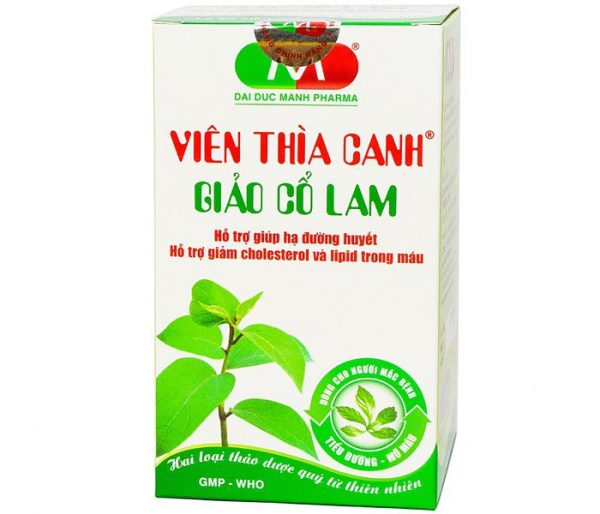 M
DAI DUC MANH PHARMA
VIÊN THÌA CANH®
GIẢO CỔ LAM
Hỗ trợ giúp hạ đường huyết
Hỗ trợ giảm cholesterol và lipid trong máu
DÙNG CHO NGƯỜI MẮC BỆNH
TIỂU ĐƯỜNG - MỠ MÁU
Hai loại thảo dược quý từ thiên nhiên
GMP - WHO